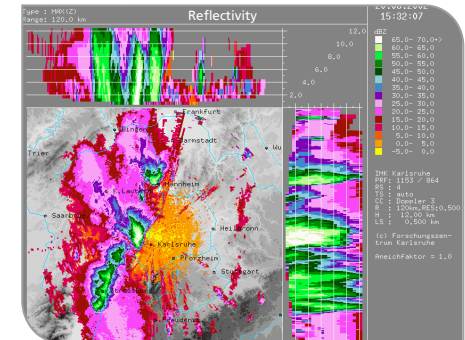 Type : MAX(Z)
Range: 120.0 km
Reflectivity
15:32:07
12.0
10.0
8.0
6.0
4.0
2.0
dBZ
65.0- 70.0+)
60.0- 65.0
55.0- 60.0
50.0- 55.0
45.0- 50.0
40.0- 45.0
35.0- 40.0
30.0- 35.0
25.0- 30.0
20.0- 25.0
15.0- 20.0
10.0- 15.0
5.0- 10.0
0.0- 5.0
-5.0- 0.0
Frankfurt
Darmstadt
Wu
Trier
Mannheim
K.Lautern
Saarbrü
Heilbronn
Karlsruhe
Pforzheim
Stuttgart
Freudens
IMK Karlsruhe
PRF: 1153 / 864
RS : 4
TS : auto
CC : Doppler 3
R : 120km,RES:0,500
H : 12,00 km
LS : 0,500 km
(c) Forschungszen-
trum Karlsruhe
Aneichfaktor = 1,0